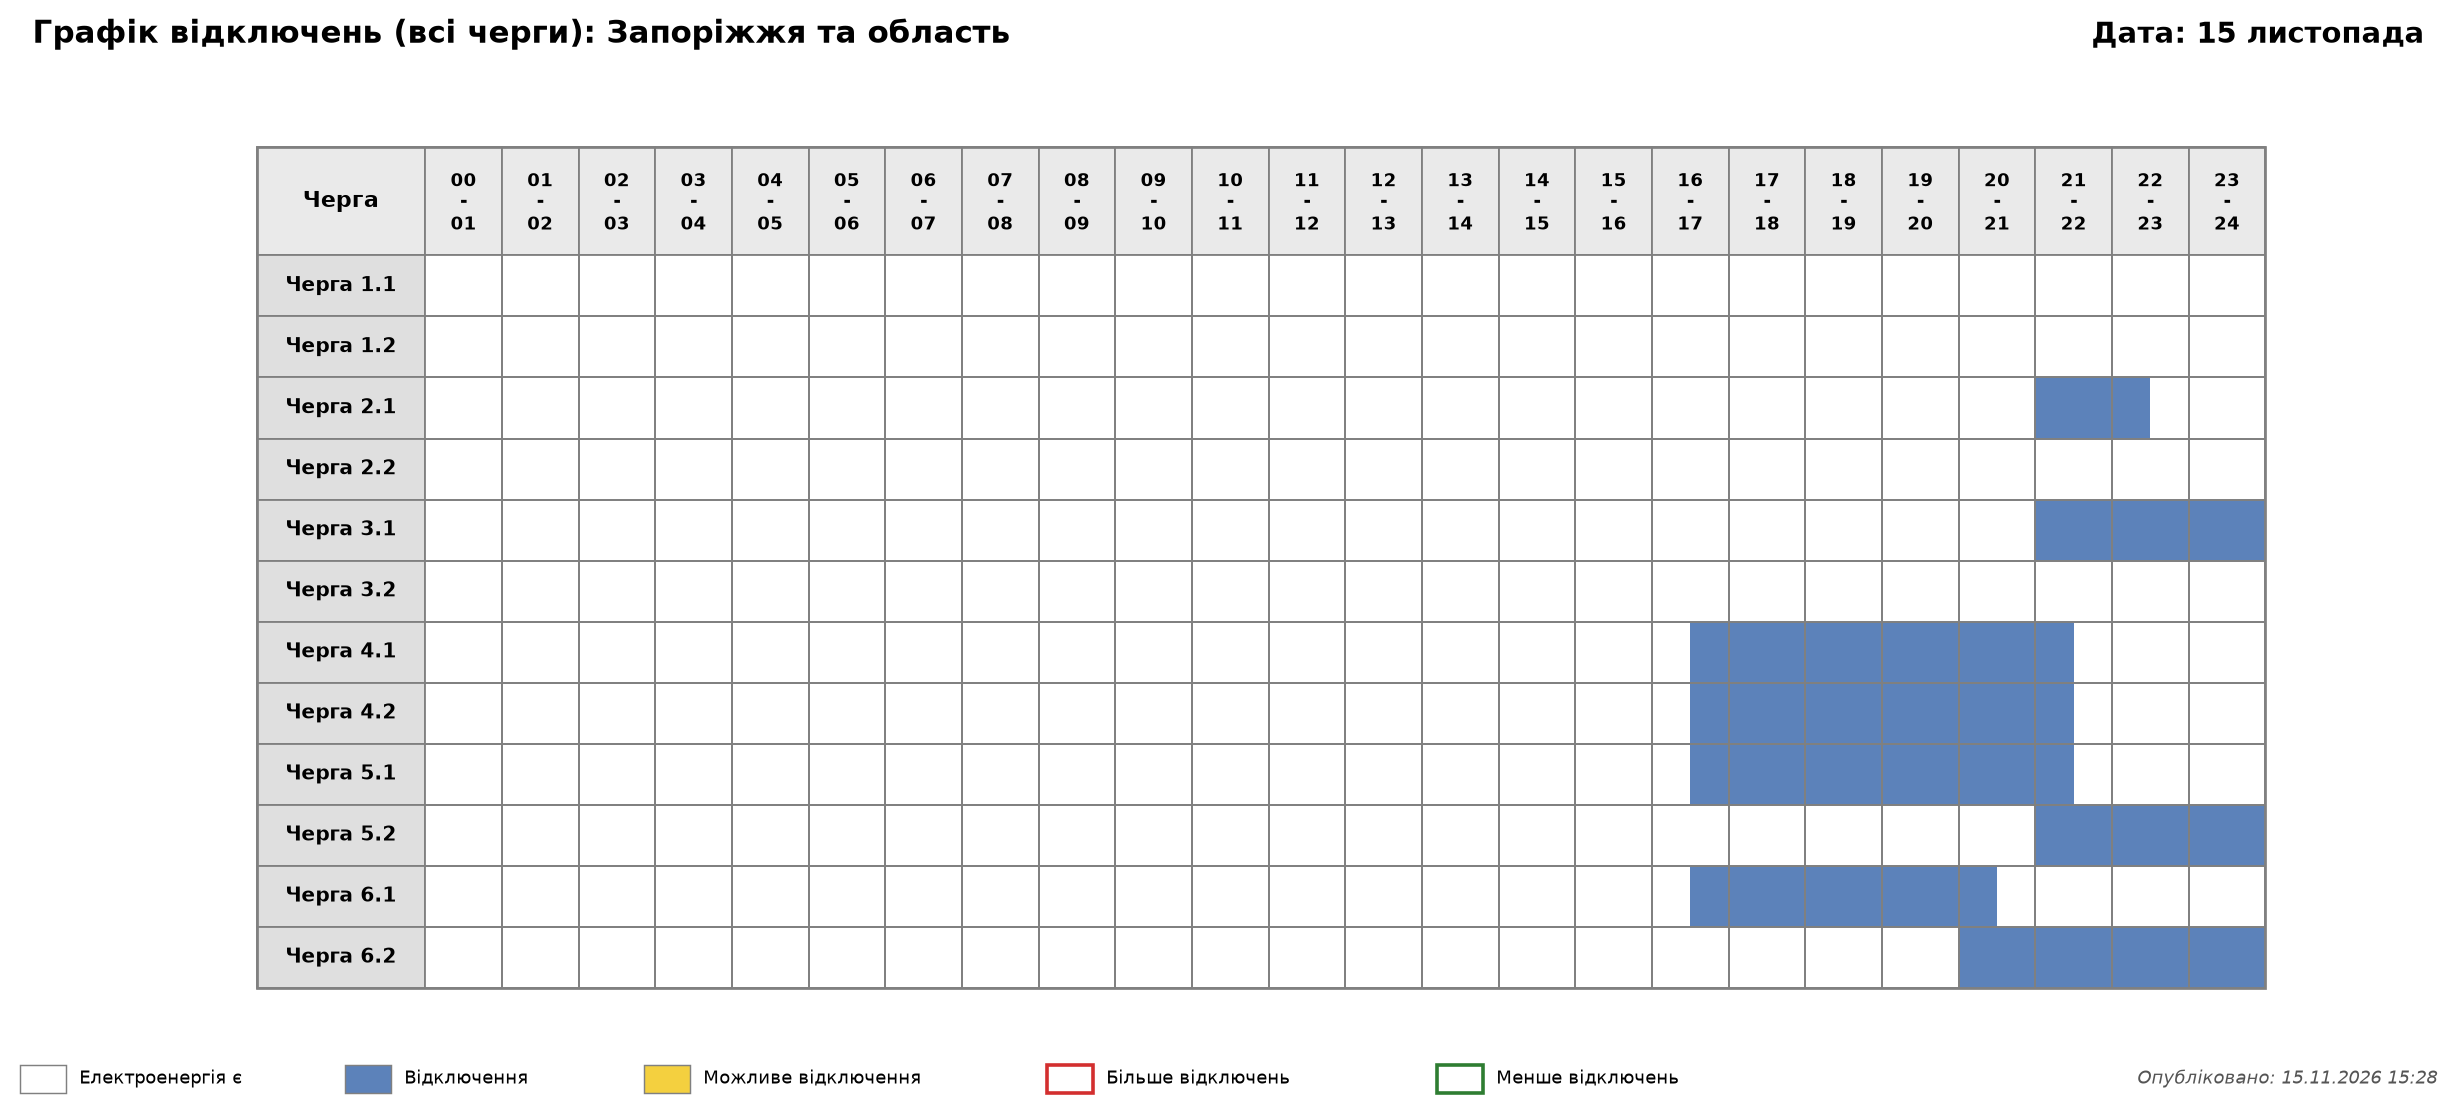 Графік відключень (всі черги): Запоріжжя та область
Дата: 15 листопада
Черга 00 - 01 01 - 02 02 - 03 03 - 04 04 - 05 05 - 06 06 - 07 07 - 08 08 - 09 09 - 10 10 - 11 11 - 12 12 - 13 13 - 14 14 - 15 15 - 16 16 - 17 17 - 18 18 - 19 19 - 20 20 - 21 21 - 22 22 - 23 23 - 24
Черга 1.1
Черга 1.2
Черга 2.1
Черга 2.2
Черга 3.1
Черга 3.2
Черга 4.1
Черга 4.2
Черга 5.1
Черга 5.2
Черга 6.1
Черга 6.2
Електроенергія є
Відключення
Можливе відключення
Більше відключень
Менше відключень
Опубліковано: 15.11.2026 15:28